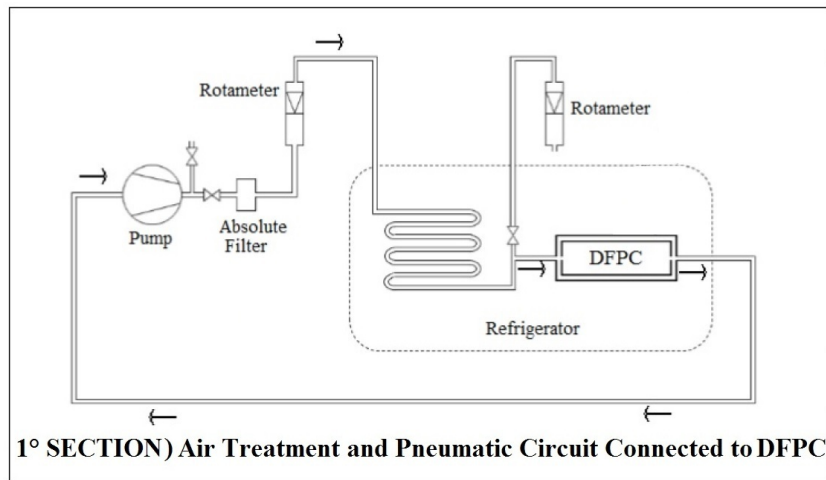 Rotameter
Rotameter
Pump
Absolute
Filter
DFPC
Refrigerator
1° SECTION) Air Treatment and Pneumatic Circuit Connected to DFPC